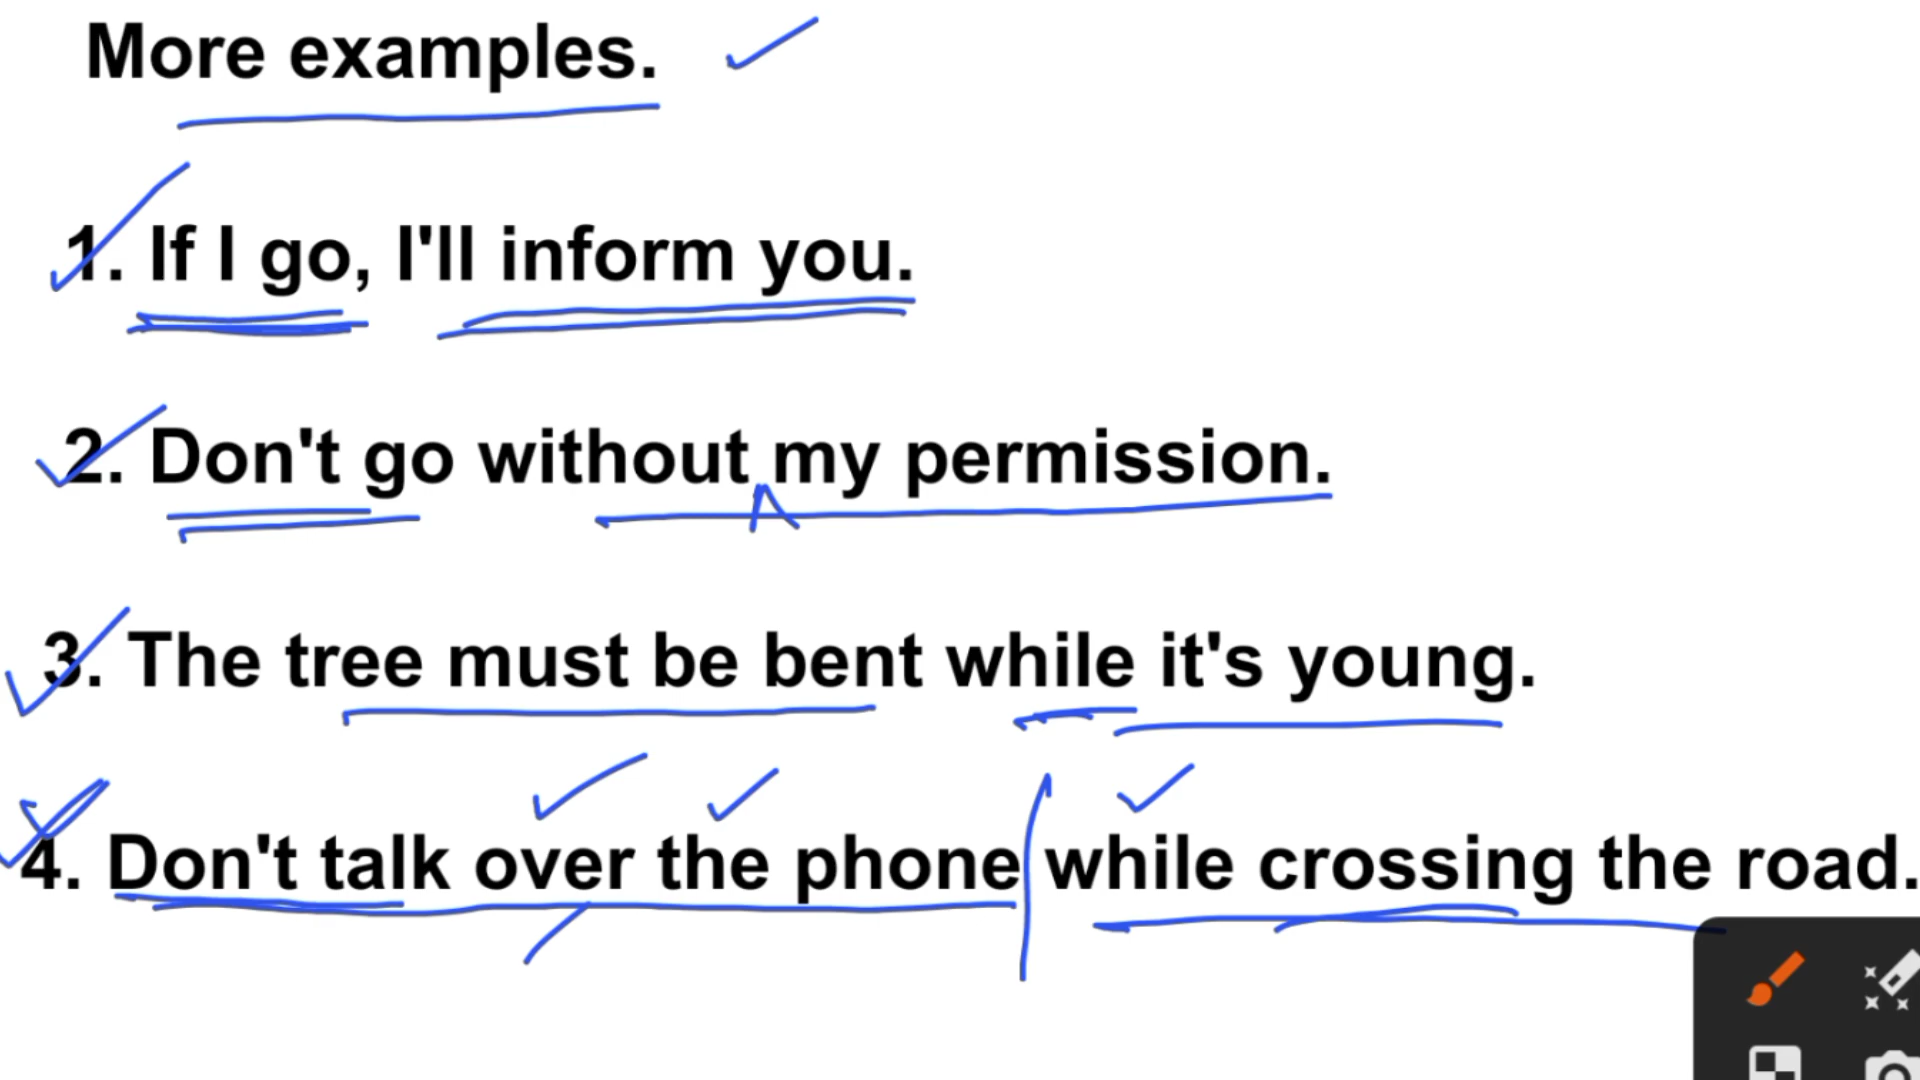 More examples.
1. If I go, I'll inform you.
2. Don't go without my permission.
3. The tree must be bent while it's young.
4. Don't talk over the phone while crossing the road.